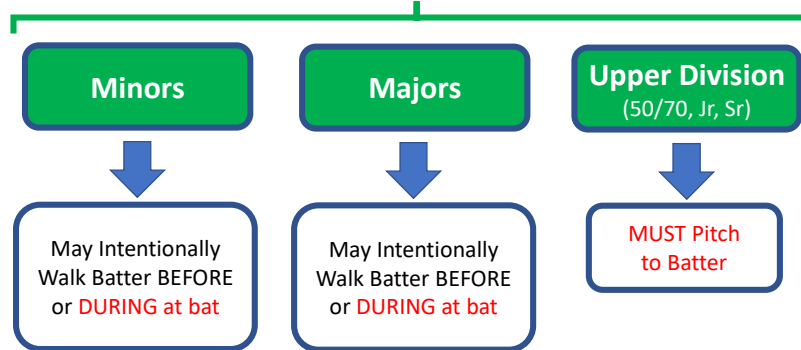 Minors
May Intentionally
Walk Batter BEFORE
or DURING at bat
Majors
May Intentionally
Walk Batter BEFORE
or DURING at bat
Upper Division
(50/70, Jr, Sr)
MUST Pitch
to Batter